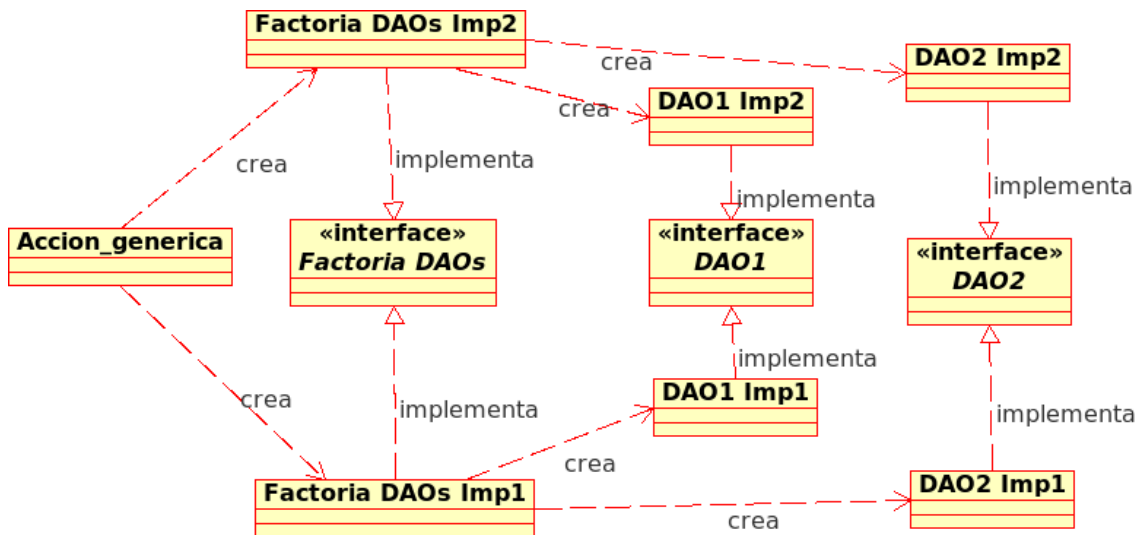 Factoria DAOs Imp2
crea
DAO2 Imp2
DAO1 Imp2
crea
crea
implementa
implementa
implementa
Accion_generica
«interface»
Factoria DAOs
«interface»
DAO1
«interface»
DAO2
implementa
DAO1 Imp1
crea
implementa
implementa
crea
Factoria DAOs Imp1
DAO2 Imp1
crea